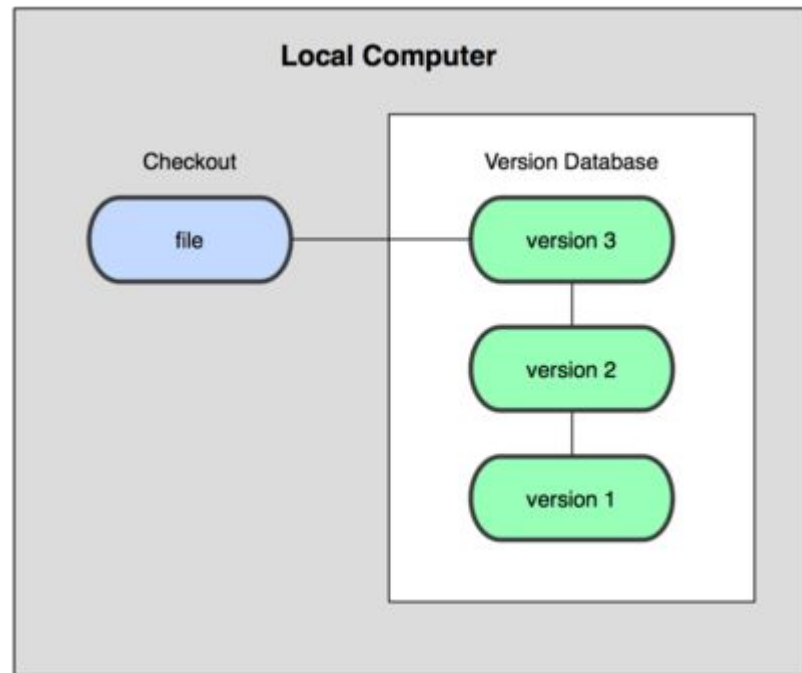 Local Computer
Checkout
Version Database
file
version 3
version 2
version 1